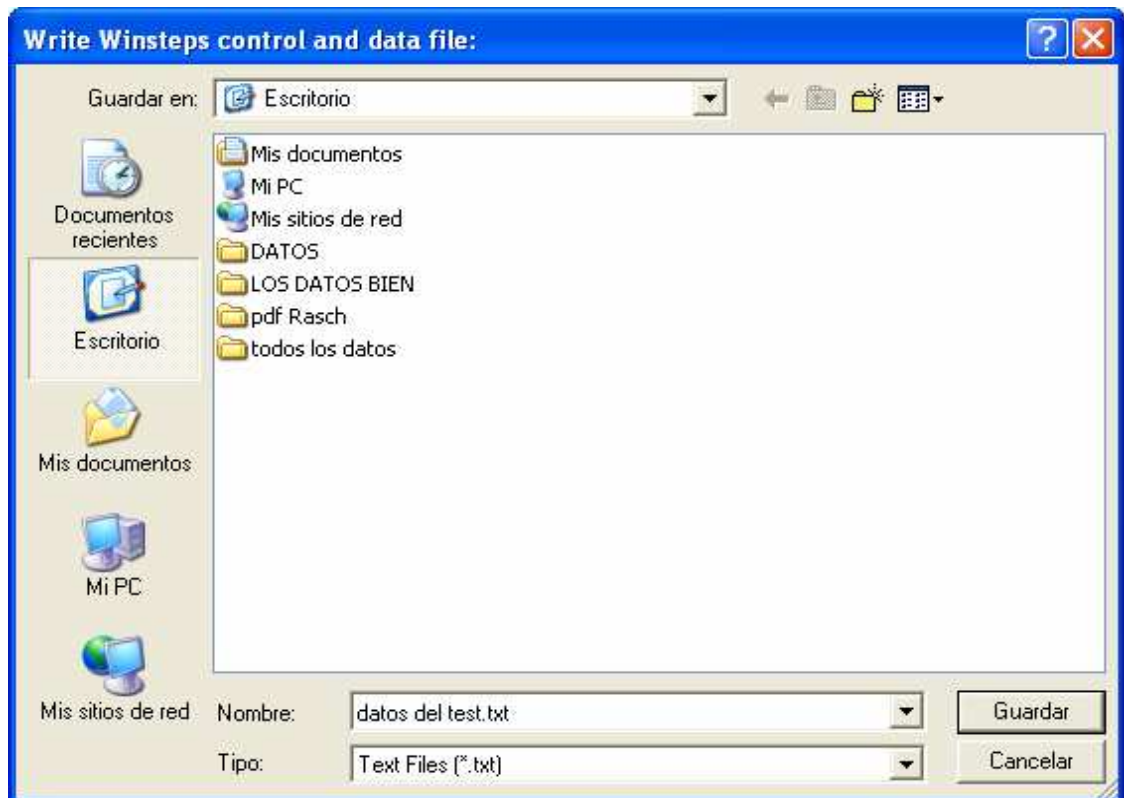 Write Winsteps control and data file:
?
Guardar en:
Escritorio
Documentos
recientes
Escritorio
Mis documentos
Mi PC
Mis sitios de red
Mis documentos
Mi PC
Mis sitios de red
DATOS
LOS DATOS BIEN
pdf Rasch
todos los datos
Nombre:
datos del test.txt
Guardar
Tipo:
Text Files (*.txt)
Cancelar